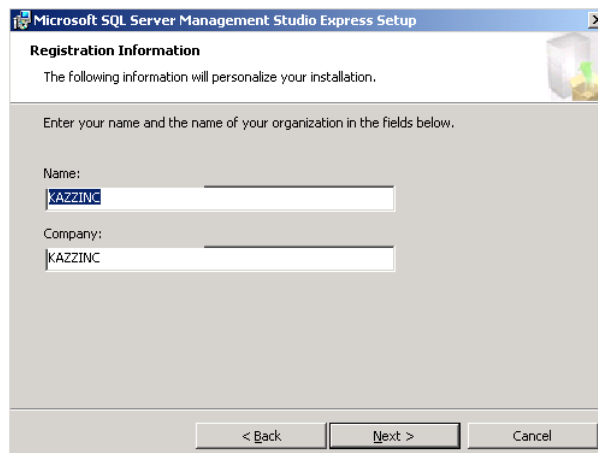 Microsoft SQL Server Management Studio Express Setup
Registration Information
The following information will personalize your installation.
Enter your name and the name of your organization in the fields below.
Name:
KAZZINC
Company:
KAZZINC
< Back
Next >
Cancel